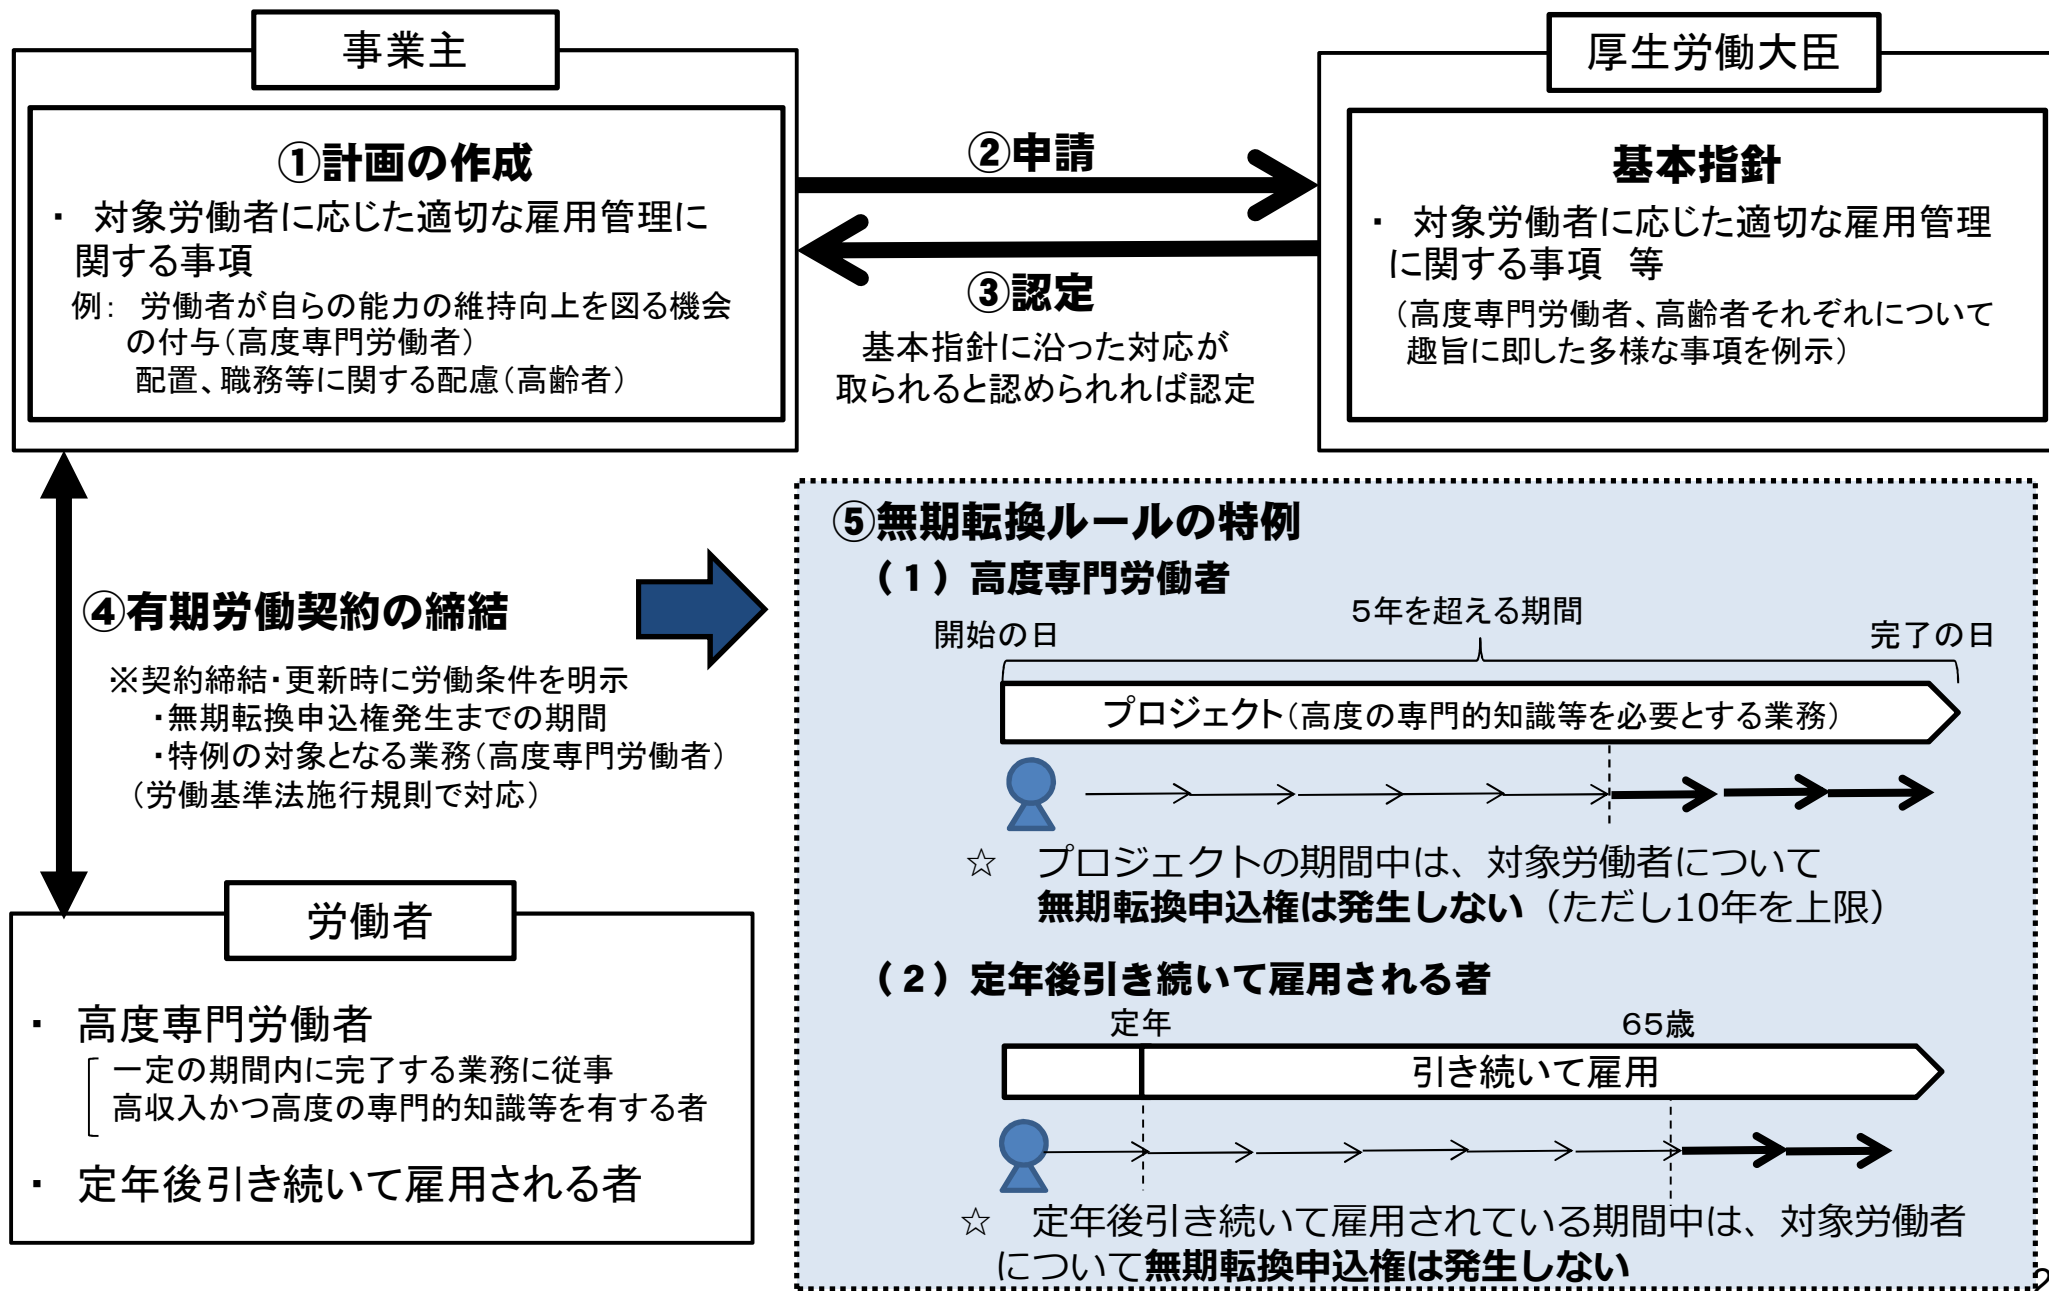 事業主
①計画の作成
・ 対象労働者に応じた適切な雇用管理に
関する事項
例： 労働者が自らの能力の維持向上を図る機会
の付与（高度専門労働者）
配置、職務等に関する配慮（高齢者）
②申請
③認定
基本指針に沿った対応が
取られると認められれば認定
厚生労働大臣
基本指針
・ 対象労働者に応じた適切な雇用管理
に関する事項 等
（高度専門労働者、高齢者それぞれについて
趣旨に即した多様な事項を例示）
④有期労働契約の締結
※契約締結・更新時に労働条件を明示
・無期転換申込権発生までの期間
・特例の対象となる業務（高度専門労働者）
（労働基準法施行規則で対応）
労働者
・ 高度専門労働者
一定の期間内に完了する業務に従事
高収入かつ高度の専門的知識等を有する者
・ 定年後引き続いて雇用される者
⑤無期転換ルールの特例
（１）高度専門労働者
５年を超える期間
開始の日
完了の日
プロジェクト（高度の専門的知識等を必要とする業務）
☆ プロジェクトの期間中は、対象労働者について
無期転換申込権は発生しない（ただし10年を上限）
（２）定年後引き続いて雇用される者
定年
６５歳
引き続いて雇用
☆ 定年後引き続いて雇用されている期間中は、対象労働者
について無期転換申込権は発生しない
2